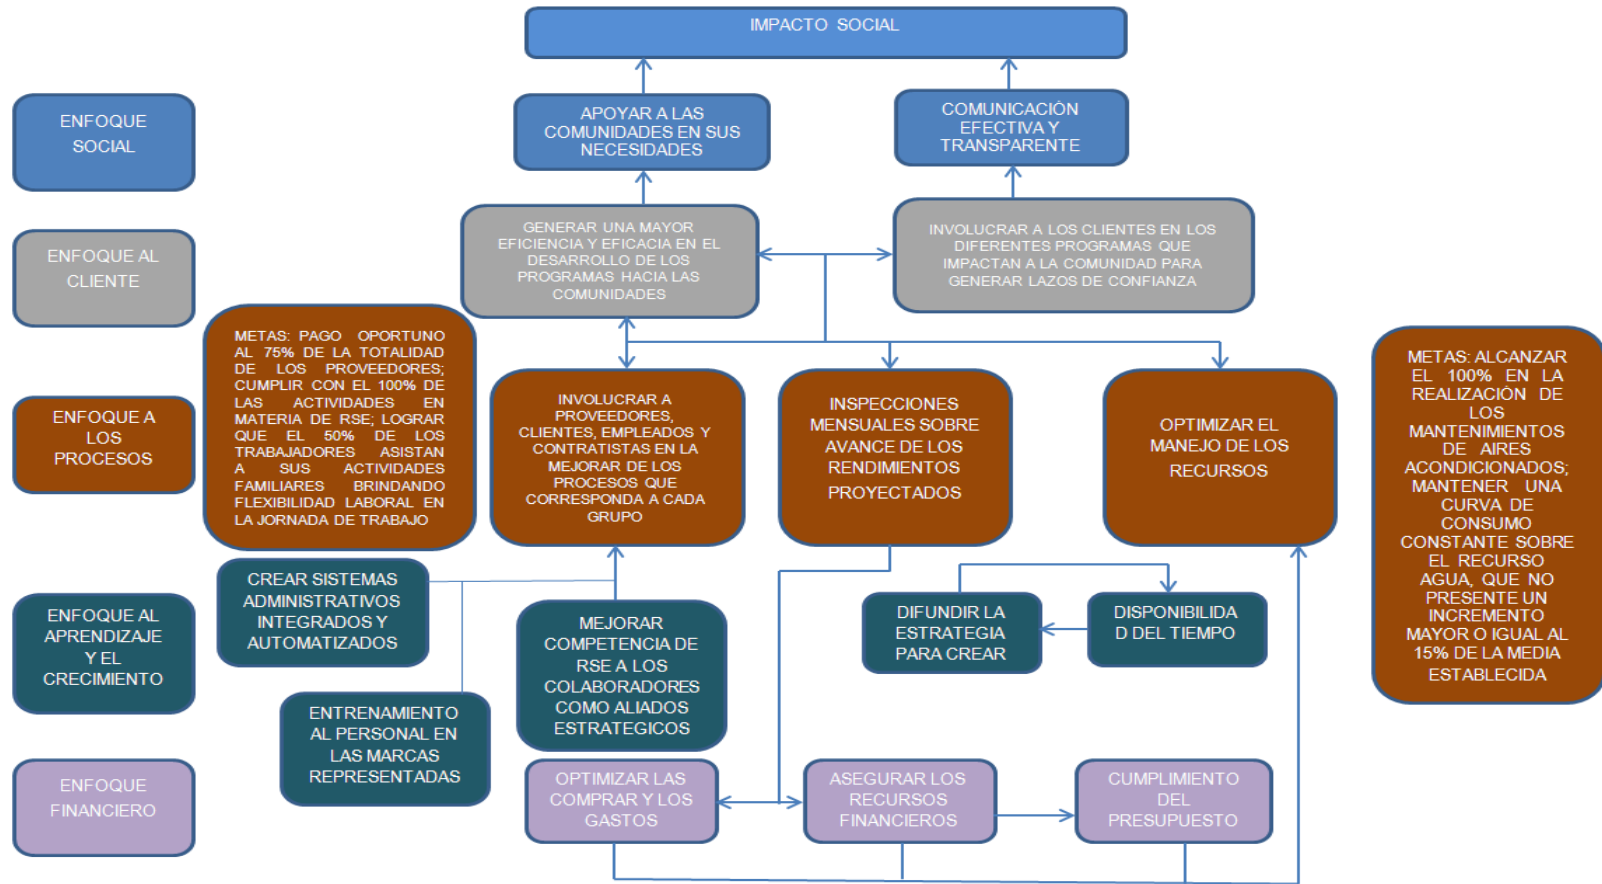 IMPACTO SOCIAL
ENFOQUE
SOCIAL
APOYAR A LAS
COMUNIDADES EN SUS
NECESIDADES
COMUNICACIÓN
EFECTIVA Y
TRANSPARENTE
ENFOQUE AL
CLIENTE
GENERAR UNA MAYOR
EFICIENCIA Y EFICACIA EN EL
DESARROLLO DE LOS
PROGRAMAS HACIA LAS
COMUNIDADES
INVOLUCRAR A LOS CLIENTES EN LOS
DIFERENTES PROGRAMAS QUE
IMPACTAN A LA COMUNIDAD PARA
GENERAR LAZOS DE CONFIANZA
ENFOQUE A
LOS
PROCESOS
METAS: PAGO OPORTUNO
AL 75% DE LA TOTALIDAD
DE LOS PROVEEDORES;
CUMPLIR CON EL 100% DE
LAS ACTIVIDADES EN
MATERIA DE RSE; LOGRAR
QUE EL 50% DE LOS
TRABAJADORES ASISTAN
A SUS ACTIVIDADES
FAMILIARES BRINDANDO
FLEXIBILIDAD LABORAL EN
LA JORNADA DE TRABAJO
INVOLUCRAR A
PROVEEDORES,
CLIENTES, EMPLEADOS Y
CONTRATISTAS EN LA
MEJORAR DE LOS
PROCESOS QUE
CORRESPONDA A CADA
GRUPO
INSPECCIONES
MENSUALES SOBRE
AVANCE DE LOS
RENDIMIENTOS
PROYECTADOS
OPTIMIZAR EL
MANEJO DE LOS
RECURSOS
METAS: ALCANZAR
EL 100% EN LA
REALIZACIÓN DE
LOS
MANTENIMIENTOS
DE AIRES
ACONDICIONADOS;
MANTENER UNA
CURVA DE
CONSUMO
CONSTANTE SOBRE
EL RECURSO
AGUA, QUE NO
PRESENTE UN
INCREMENTO
MAYOR O IGUAL AL
15% DE LA MEDIA
ESTABLECIDA
ENFOQUE AL
APRENDIZAJE
Y EL
CRECIMIENTO
CREAR SISTEMAS
ADMINISTRATIVOS
INTEGRADOS Y
AUTOMATIZADOS
MEJORAR
COMPETENCIA DE
RSE A LOS
COLABORADORES
COMO ALIADOS
ESTRATEGICOS
DIFUNDIR LA
ESTRATEGIA
PARA CREAR
DISPONIBILIDA
D DEL TIEMPO
ENTRENAMIENTO
AL PERSONAL EN
LAS MARCAS
REPRESENTADAS
ENFOQUE
FINANCIERO
OPTIMIZAR LAS
COMPRAR Y LOS
GASTOS
ASEGURAR LOS
RECURSOS
FINANCIEROS
CUMPLIMIENTO
DEL
PRESUPUESTO